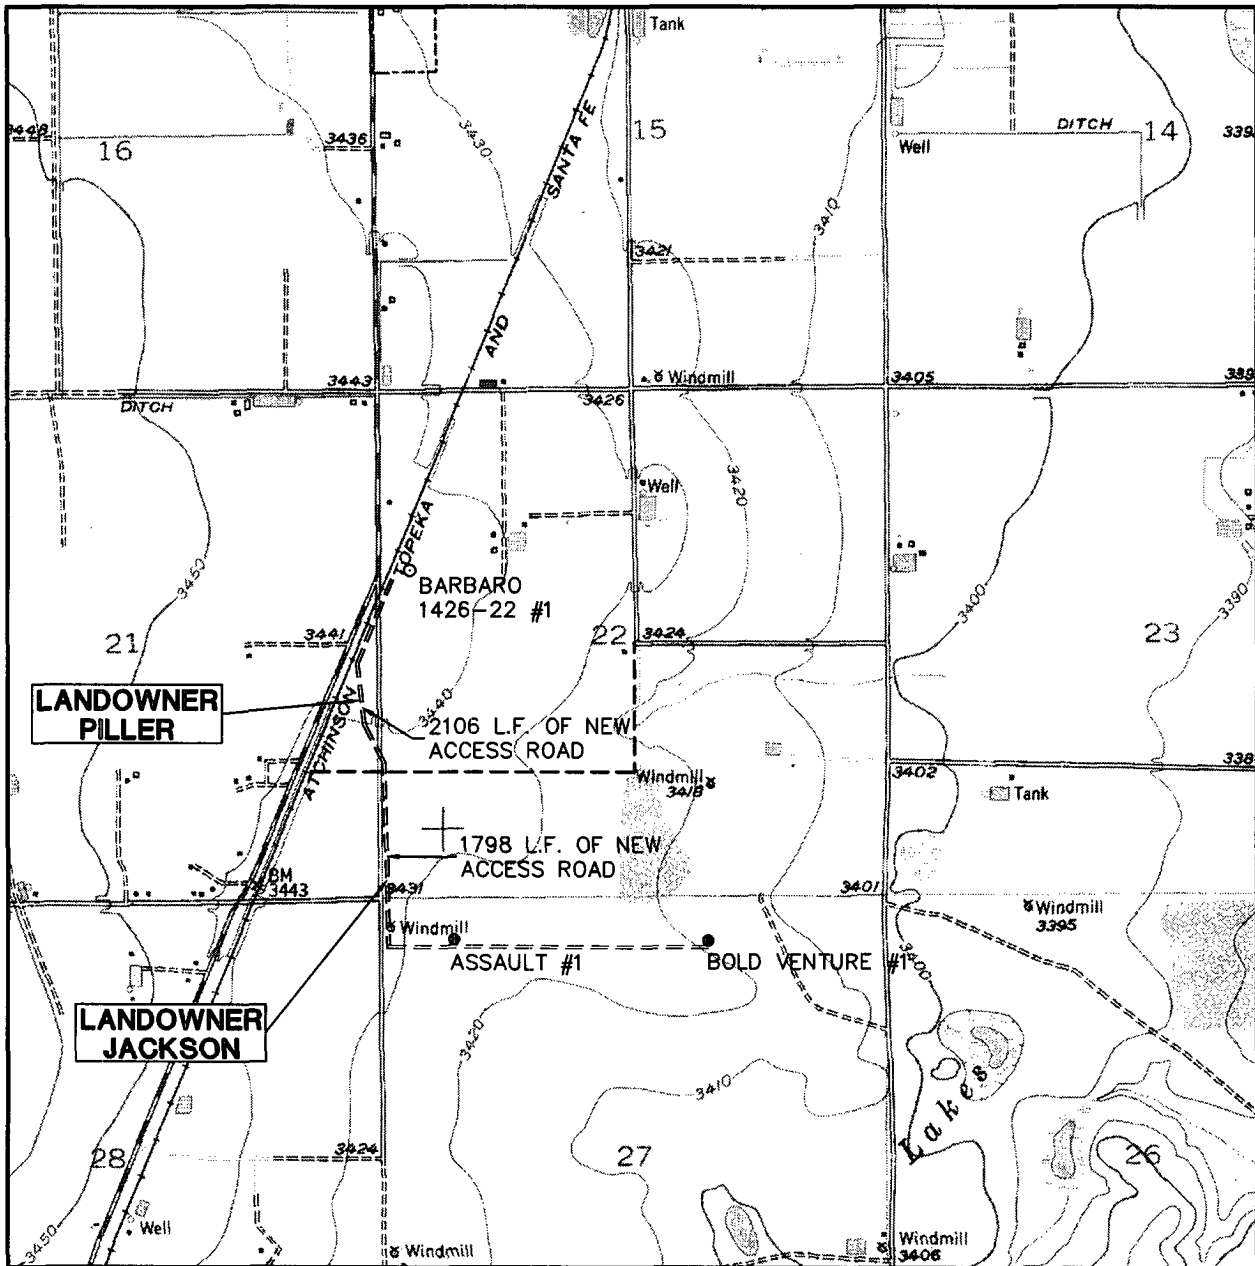 Tank
3448
16
3436
3430
SANTA FE
15
DITCH
14
Well
3410
3421
AND
3443
Windmill
3405
DITCH
3426
3420
Well
3450
TOPEKA
BARBARO
1426-22 #1
3400
3390
21
3441
22
3424
23
LANDOWNER
PILLER
ATCHINSON
3440
2106 L.F. OF NEW
ACCESS ROAD
Windmill
3418
3402
Tank
1798 L.F. OF NEW
ACCESS ROAD
BM
3443
3431
3401
Windmill
3395
Windmill
ASSAULT #1
BOLD VENTURE #1
3400
LANDOWNER
JACKSON
3420
3410
Lakes
28
3424
27
26
3450
Well
Windmill
Windmill
3406